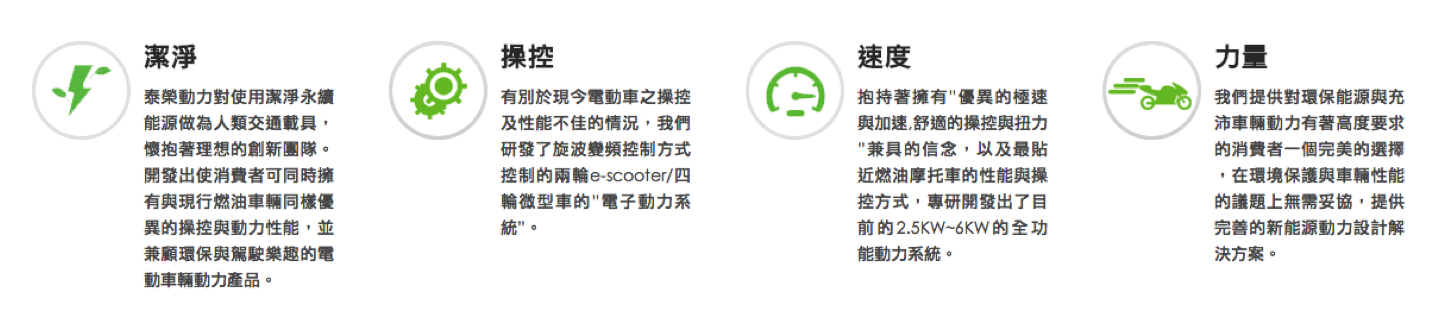 潔淨
泰榮動力對使用潔淨永續
能源做為人類交通載具，
懷抱著理想的創新團隊。
開發出使消費者可同時擁
有與現行燃油車輛同樣優
異的操控與動力性能，並
兼顧環保與駕駛樂趣的電
動車輛動力產品。
操控
有別於現今電動車之操控
及性能不佳的情況，我們
研發了旋波變頻控制方式
控制的兩輪e-scooter/四
輪微型車的"電子動力系
統"。
速度
抱持著擁有"優異的極速
與加速,舒適的操控與扭力
"兼具的信念，以及最貼
近燃油摩托車的性能與操
控方式，專研開發出了目
前的2.5KW~6KW的全功
能動力系統。
力量
我們提供對環保能源與充
沛車輛動力有著高度要求
的消費者一個完美的選擇
，在環境保護與車輛性能
的議題上無需妥協，提供
完善的新能源動力設計解
決方案。